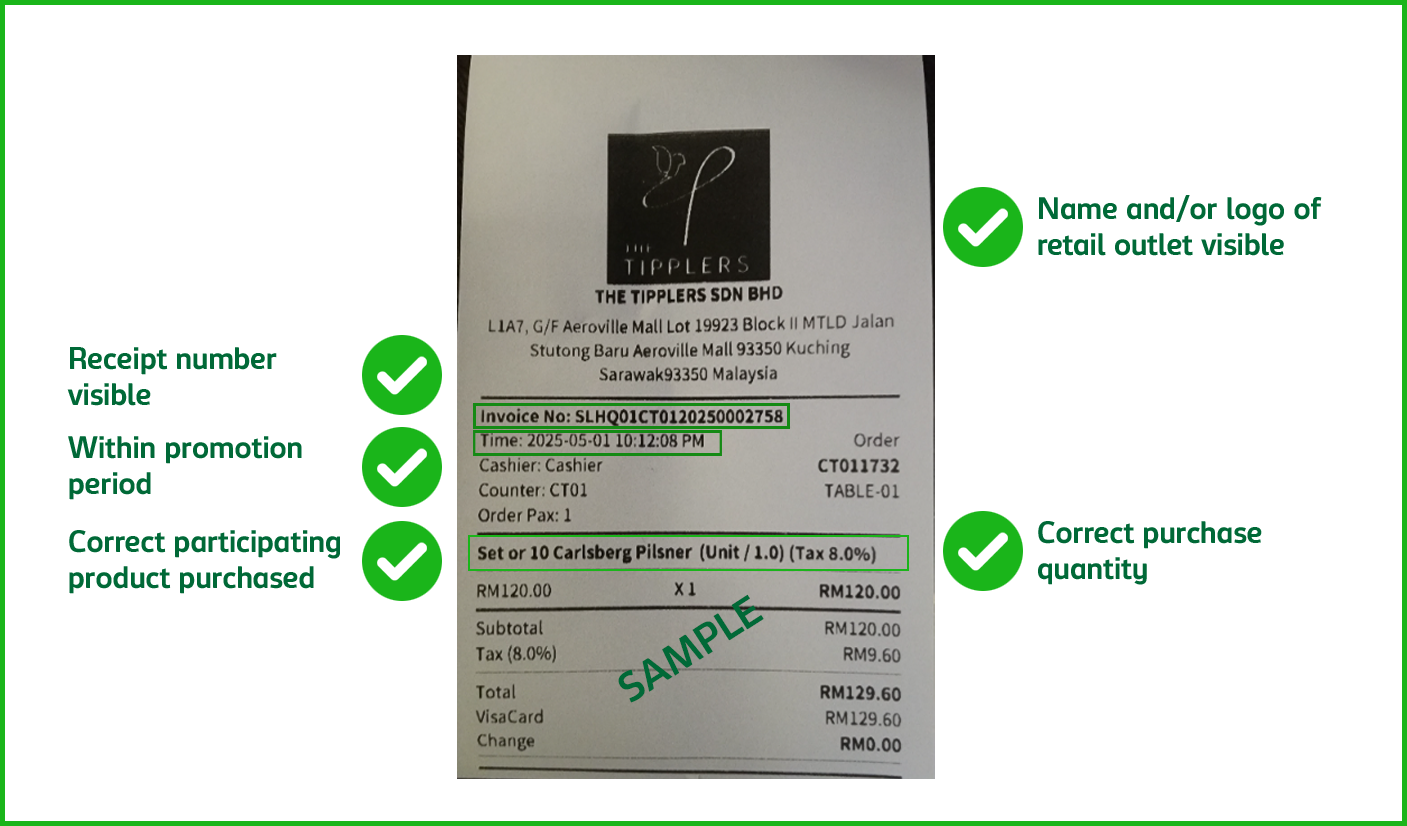 TIPPLERS
THE TIPPLERS SDN BHD
L1A7, G/F Aeroville Mall Lot 19923 Block II MTLD Jalan
Stutong Baru Aeroville Mall 93350 Kuching
Sarawak93350 Malaysia
Invoice No: SLHQ01CT0120250002758
Time: 2025-05-01 10:12:08 PM Order
Cashier: Cashier CT011732
Counter: CT01 TABLE-01
Order Pax: 1
Set or 10 Carlsberg Pilsner (Unit / 1.0) (Tax 8.0%)
RM120.00 X 1 RM120.00
Subtotal RM120.00
Tax (8.0%) RM9.60
Total RM129.60
VisaCard RM129.60
Change RM0.00
SAMPLE
Receipt number
visible
Within promotion
period
Correct participating
product purchased
Name and/or logo of
retail outlet visible
Correct purchase
quantity